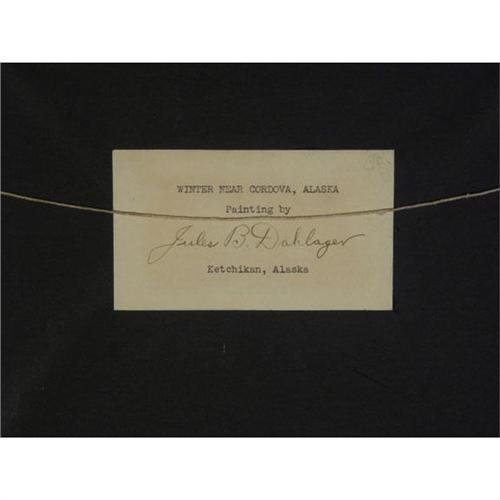 WINTER NEAR CORDOVA, ALASKA
Painting by
Jules B. Dahlager
Ketchikan, Alaska